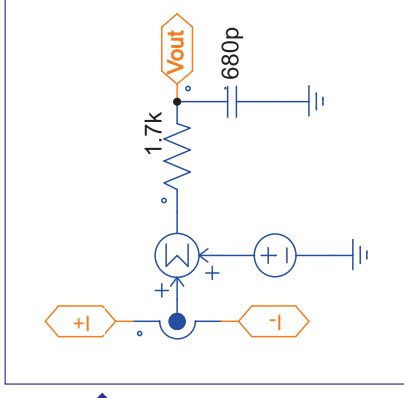 Vout
680p
1.7k
Σ
+
+
+ -
+I
-I